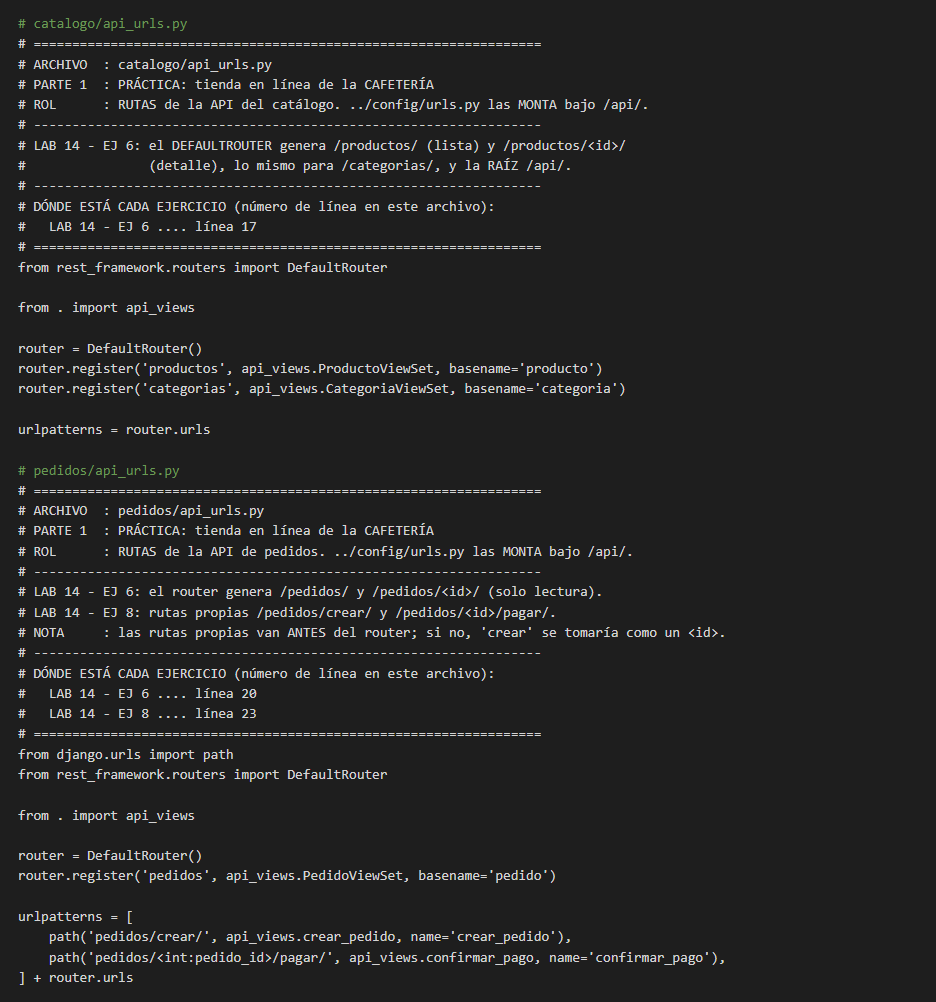 # catalogo/api_urls.py
# ==================================================================
# ARCHIVO  : catalogo/api_urls.py
# PARTE 1  : PRÁCTICA: tienda en línea de la CAFETERÍA
# ROL      : RUTAS de la API del catálogo. ../config/urls.py las MONTA bajo /api/.
# ------------------------------------------------------------------
# LAB 14 - EJ 6: el DEFAULTROUTER genera /productos/ (lista) y /productos/<id>/
#                (detalle), lo mismo para /categorias/, y la RAÍZ /api/.
# ------------------------------------------------------------------
# DÓNDE ESTÁ CADA EJERCICIO (número de línea en este archivo):
#   LAB 14 - EJ 6 .... línea 17
# ==================================================================
from rest_framework.routers import DefaultRouter

from . import api_views

router = DefaultRouter()
router.register('productos', api_views.ProductoViewSet, basename='producto')
router.register('categorias', api_views.CategoriaViewSet, basename='categoria')

urlpatterns = router.urls

# pedidos/api_urls.py
# ==================================================================
# ARCHIVO  : pedidos/api_urls.py
# PARTE 1  : PRÁCTICA: tienda en línea de la CAFETERÍA
# ROL      : RUTAS de la API de pedidos. ../config/urls.py las MONTA bajo /api/.
# ------------------------------------------------------------------
# LAB 14 - EJ 6: el router genera /pedidos/ y /pedidos/<id>/ (solo lectura).
# LAB 14 - EJ 8: rutas propias /pedidos/crear/ y /pedidos/<id>/pagar/.
# NOTA     : las rutas propias van ANTES del router; si no, 'crear' se tomaría como un <id>.
# ------------------------------------------------------------------
# DÓNDE ESTÁ CADA EJERCICIO (número de línea en este archivo):
#   LAB 14 - EJ 6 .... línea 20
#   LAB 14 - EJ 8 .... línea 23
# ==================================================================
from django.urls import path
from rest_framework.routers import DefaultRouter

from . import api_views

router = DefaultRouter()
router.register('pedidos', api_views.PedidoViewSet, basename='pedido')

urlpatterns = [
    path('pedidos/crear/', api_views.crear_pedido, name='crear_pedido'),
    path('pedidos/<int:pedido_id>/pagar/', api_views.confirmar_pago, name='confirmar_pago'),
] + router.urls